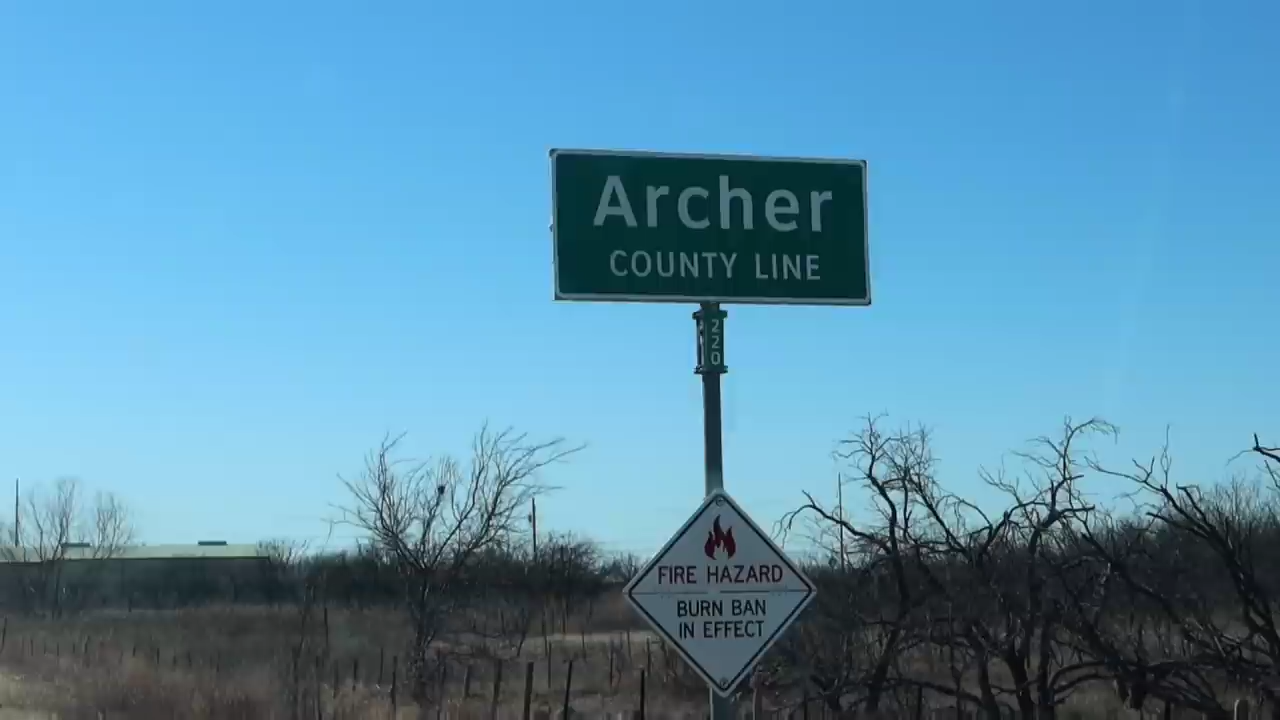 Archer
COUNTY LINE
220
FIRE HAZARD
BURN BAN
IN EFFECT